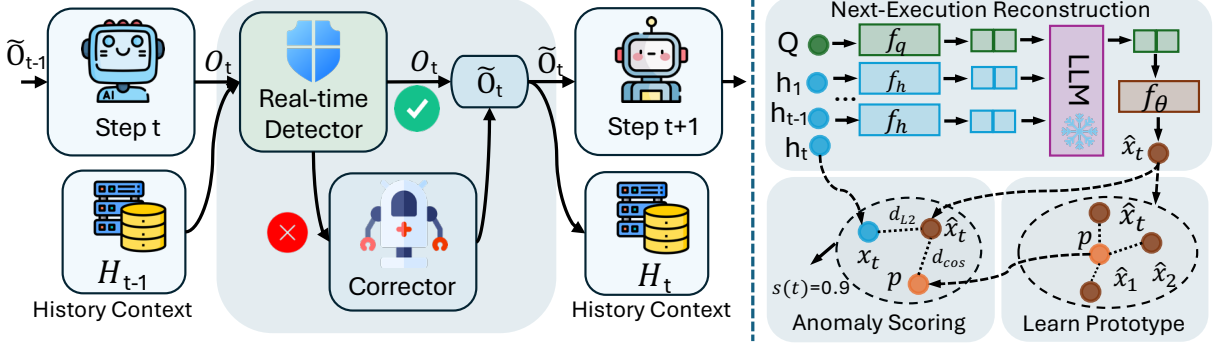 Õt-1
AI
Step t
Ot
Real-time
Detector
Ot
Õt
Õt
Step t+1
Ht-1
History Context
Corrector
Ht
History Context
Next-Execution Reconstruction
Q
fq
h1
fh
...
ht-1
fh
ht
LLM
fθ
x̂t
dL2
xt
x̂t
dcos
p
s(t)=0.9
Anomaly Scoring
x̂t
p
x̂1
x̂2
Learn Prototype